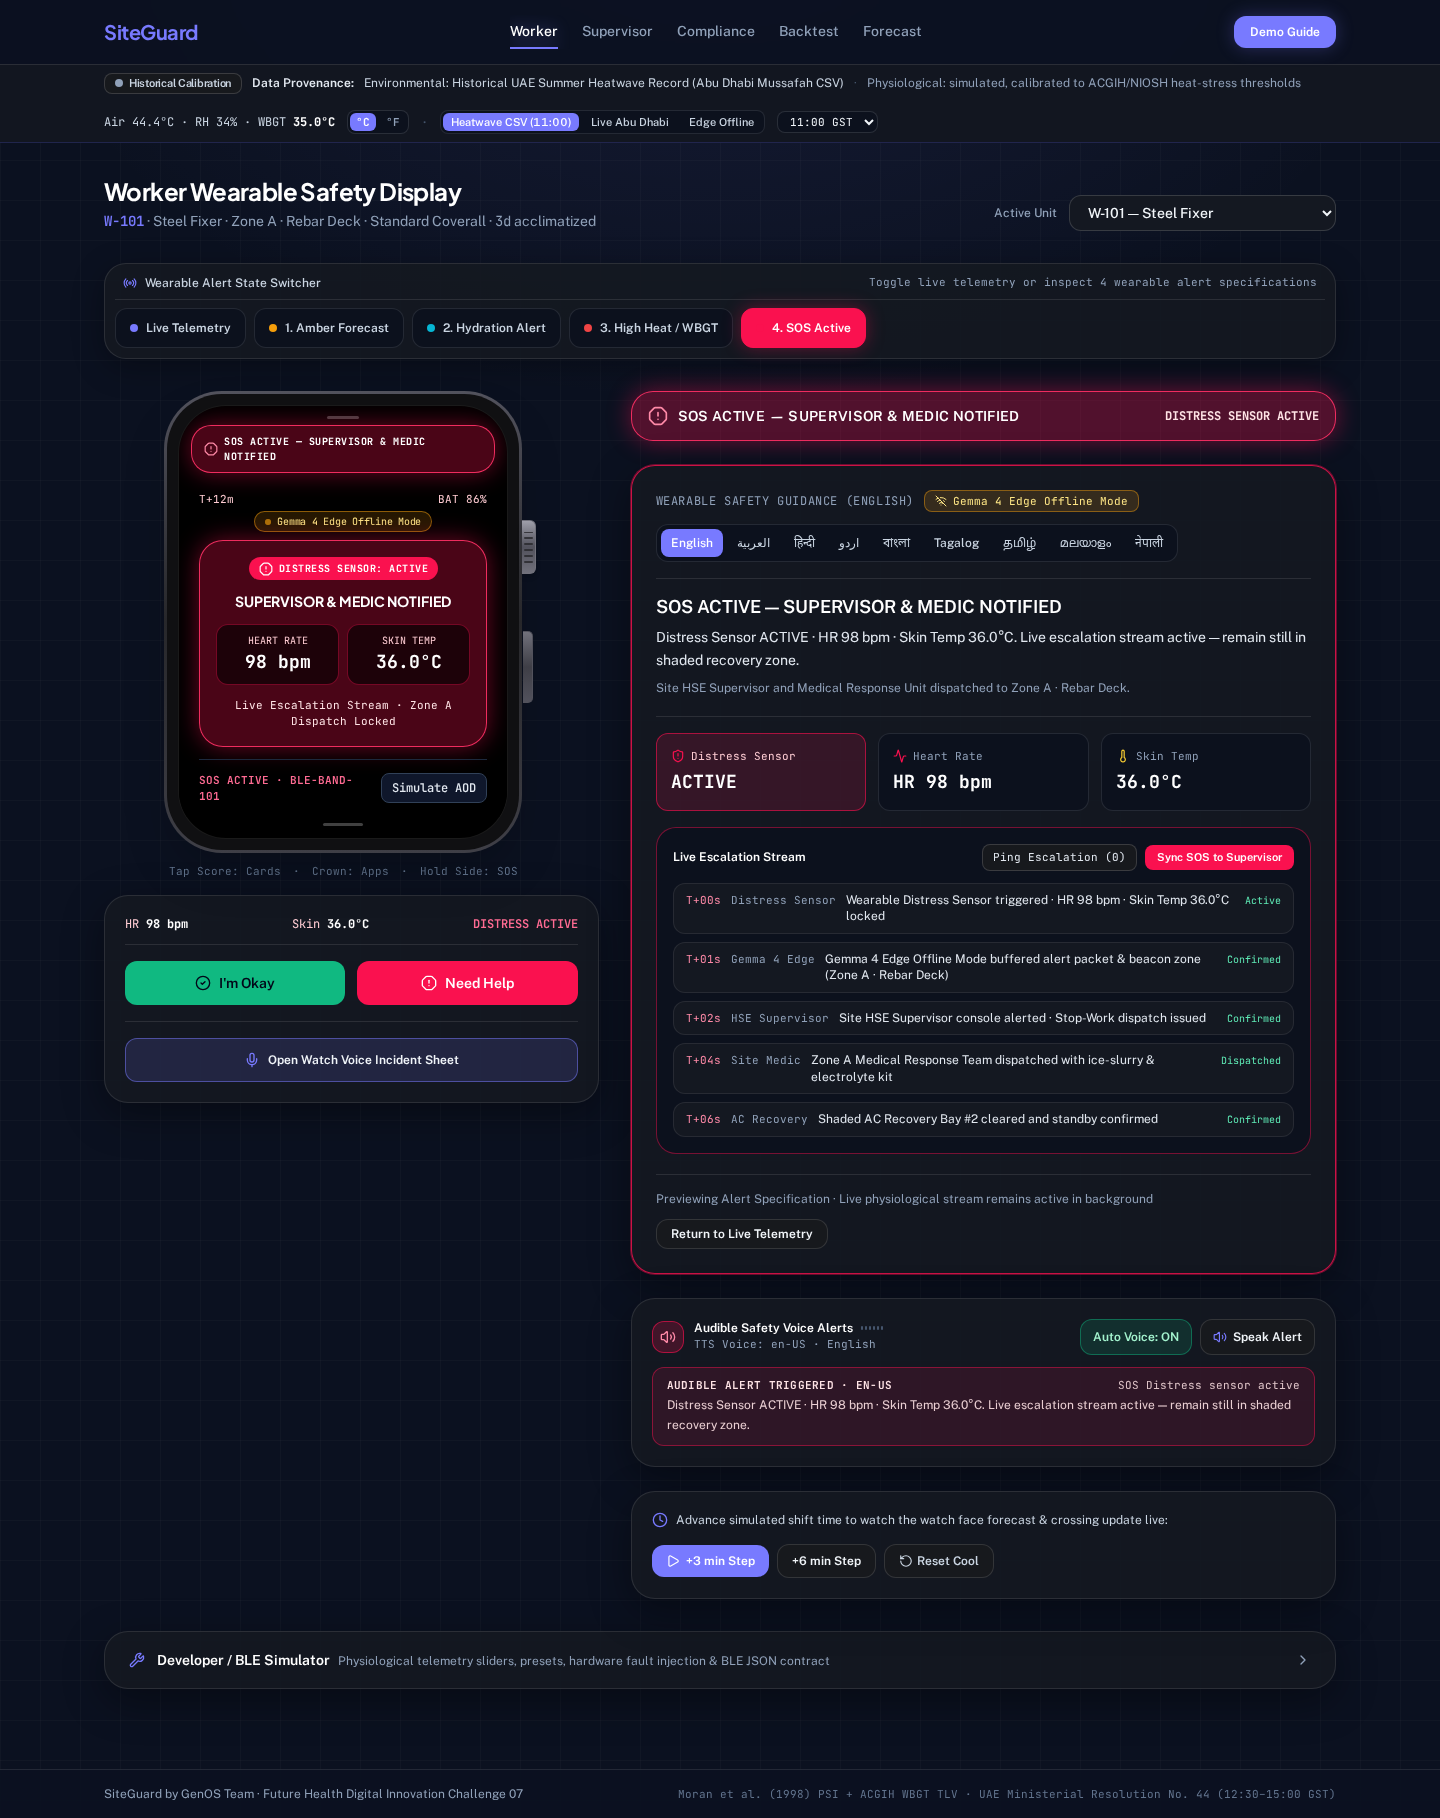 SiteGuard
Worker Supervisor Compliance Backtest Forecast
Demo Guide
Historical Calibration Data Provenance: Environmental: Historical UAE Summer Heatwave Record (Abu Dhabi Mussafah CSV) · Physiological: simulated, calibrated to ACGIH/NIOSH heat-stress thresholds
Air 44.4°C · RH 34% · WBGT 35.0°C °C °F · Heatwave CSV (11:00) Live Abu Dhabi Edge Offline 11:00 GST
Worker Wearable Safety Display
W-101 · Steel Fixer · Zone A · Rebar Deck · Standard Coverall · 3d acclimatized
Active Unit W-101 — Steel Fixer
Wearable Alert State Switcher
Toggle live telemetry or inspect 4 wearable alert specifications
Live Telemetry 1. Amber Forecast 2. Hydration Alert 3. High Heat / WBGT 4. SOS Active
SOS ACTIVE — SUPERVISOR & MEDIC
NOTIFIED
T+12m BAT 86%
Gemma 4 Edge Offline Mode
DISTRESS SENSOR: ACTIVE
SUPERVISOR & MEDIC NOTIFIED
HEART RATE SKIN TEMP
98 bpm 36.0°C
Live Escalation Stream · Zone A
Dispatch Locked
SOS ACTIVE · BLE-BAND-
101
Simulate AOD
Tap Score: Cards · Crown: Apps · Hold Side: SOS
HR 98 bpm Skin 36.0°C DISTRESS ACTIVE
I'm Okay Need Help
Open Watch Voice Incident Sheet
SOS ACTIVE — SUPERVISOR & MEDIC NOTIFIED DISTRESS SENSOR ACTIVE
WEARABLE SAFETY GUIDANCE (ENGLISH) Gemma 4 Edge Offline Mode
English العربية हिन्दी اردو বাংলা Tagalog தமிழ் മലയാളം नेपाली
SOS ACTIVE — SUPERVISOR & MEDIC NOTIFIED
Distress Sensor ACTIVE · HR 98 bpm · Skin Temp 36.0°C. Live escalation stream active — remain still in
shaded recovery zone.
Site HSE Supervisor and Medical Response Unit dispatched to Zone A · Rebar Deck.
Distress Sensor Heart Rate Skin Temp
ACTIVE HR 98 bpm 36.0°C
Live Escalation Stream Ping Escalation (0) Sync SOS to Supervisor
T+00s Distress Sensor Wearable Distress Sensor triggered · HR 98 bpm · Skin Temp 36.0°C Active
locked
T+01s Gemma 4 Edge Gemma 4 Edge Offline Mode buffered alert packet & beacon zone Confirmed
(Zone A · Rebar Deck)
T+02s HSE Supervisor Site HSE Supervisor console alerted · Stop-Work dispatch issued Confirmed
T+04s Site Medic Zone A Medical Response Team dispatched with ice-slurry & Dispatched
electrolyte kit
T+06s AC Recovery Shaded AC Recovery Bay #2 cleared and standby confirmed Confirmed
Previewing Alert Specification · Live physiological stream remains active in background
Return to Live Telemetry
Audible Safety Voice Alerts
TTS Voice: en-US · English
Auto Voice: ON Speak Alert
AUDIBLE ALERT TRIGGERED · EN-US SOS Distress sensor active
Distress Sensor ACTIVE · HR 98 bpm · Skin Temp 36.0°C. Live escalation stream active — remain still in shaded
recovery zone.
Advance simulated shift time to watch the watch face forecast & crossing update live:
+3 min Step +6 min Step Reset Cool
Developer / BLE Simulator Physiological telemetry sliders, presets, hardware fault injection & BLE JSON contract
SiteGuard by GenOS Team · Future Health Digital Innovation Challenge 07
Moran et al. (1998) PSI + ACGIH WBGT TLV · UAE Ministerial Resolution No. 44 (12:30–15:00 GST)